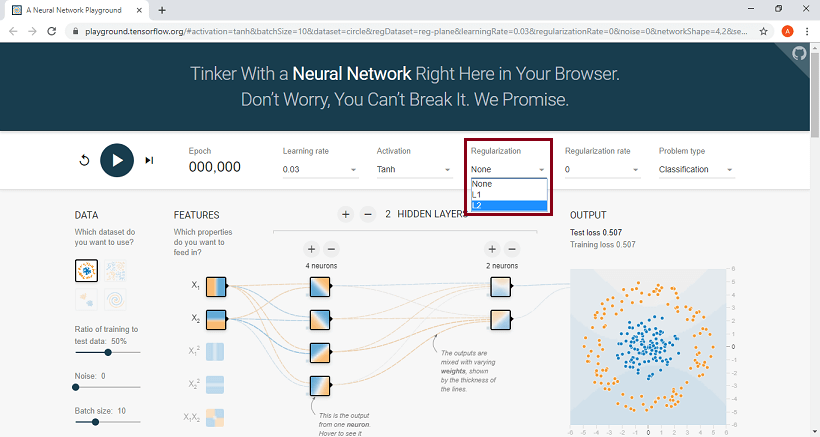 A Neural Network Playground
playground.tensorflow.org/#activation=tanh&batchSize=10&dataset=circle&regDataset=reg-plane&learningRate=0.03&regularizationRate=0&noise=0&networkShape=4,2&se...
A
Tinker With a Neural Network Right Here in Your Browser.
Don't Worry, You Can't Break It. We Promise.
Epoch
000,000
Learning rate
0.03
Activation
Tanh
Regularization
None
None
L1
L2
Regularization rate
0
Problem type
Classification
DATA
Which dataset do
you want to use?
Ratio of training to
test data: 50%
Noise: 0
Batch size: 10
FEATURES
Which properties
do you want to
feed in?
X1
X2
X1²
X2²
X1X2
+ − 2 HIDDEN LAYERS
+ −
4 neurons
+ −
2 neurons
This is the output
from one neuron.
Hover to see it
The outputs are
mixed with varying
weights, shown
by the thickness of
the lines.
OUTPUT
Test loss 0.507
Training loss 0.507
6
5
4
3
2
1
0
-1
-2
-3
-4
-5
-6
-6 -5 -4 -3 -2 -1 0 1 2 3 4 5 6